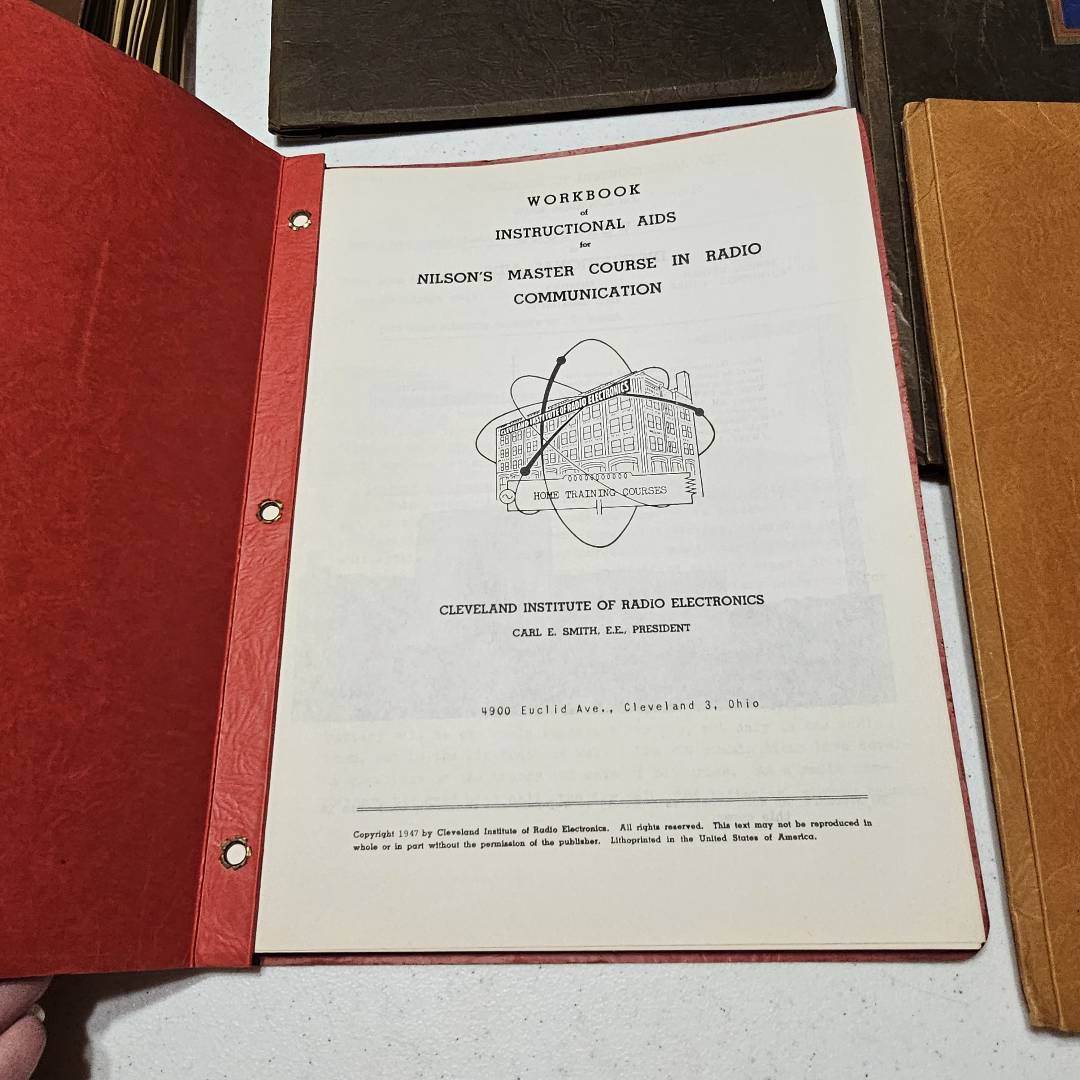 WORKBOOK
of
INSTRUCTIONAL AIDS
for
NILSON'S MASTER COURSE IN RADIO
COMMUNICATION
CLEVELAND INSTITUTE OF RADIO ELECTRONICS
HOME TRAINING COURSES
CLEVELAND INSTITUTE OF RADIO ELECTRONICS
CARL E. SMITH, E.E., PRESIDENT
4900 Euclid Ave., Cleveland 3, Ohio
Copyright 1947 by Cleveland Institute of Radio Electronics. All rights reserved. This text may not be reproduced in
whole or in part without the permission of the publisher. Lithoprinted in the United States of America.